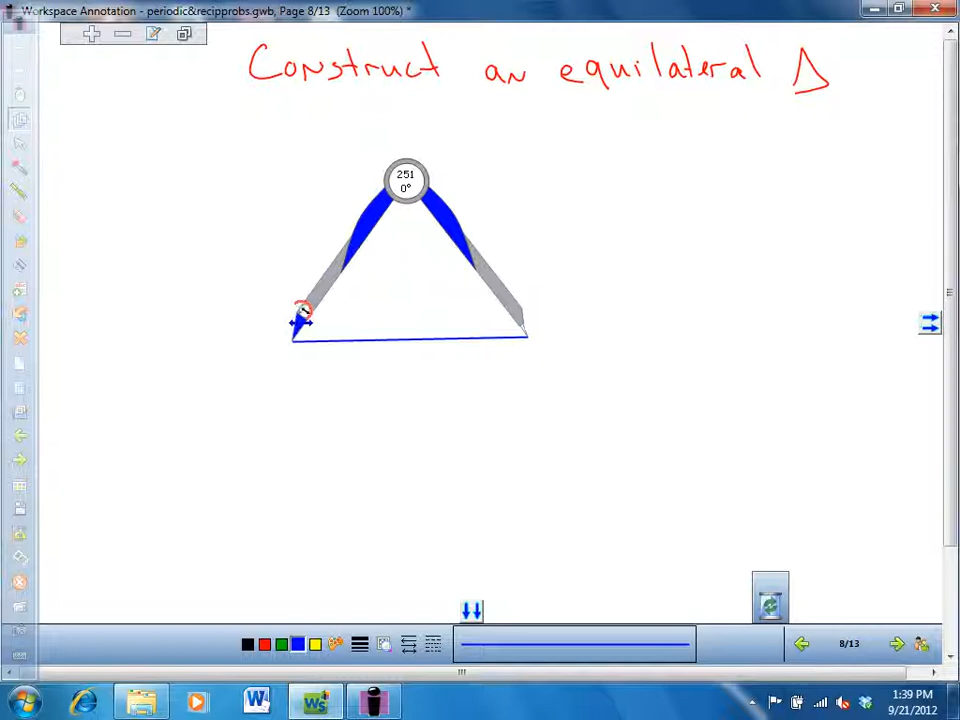 Workspace Annotation - periodic&recipprobs.gwb, Page 8/13 (Zoom 100%) *
Construct an equilateral Δ
251
0°
8/13
1:39 PM
9/21/2012